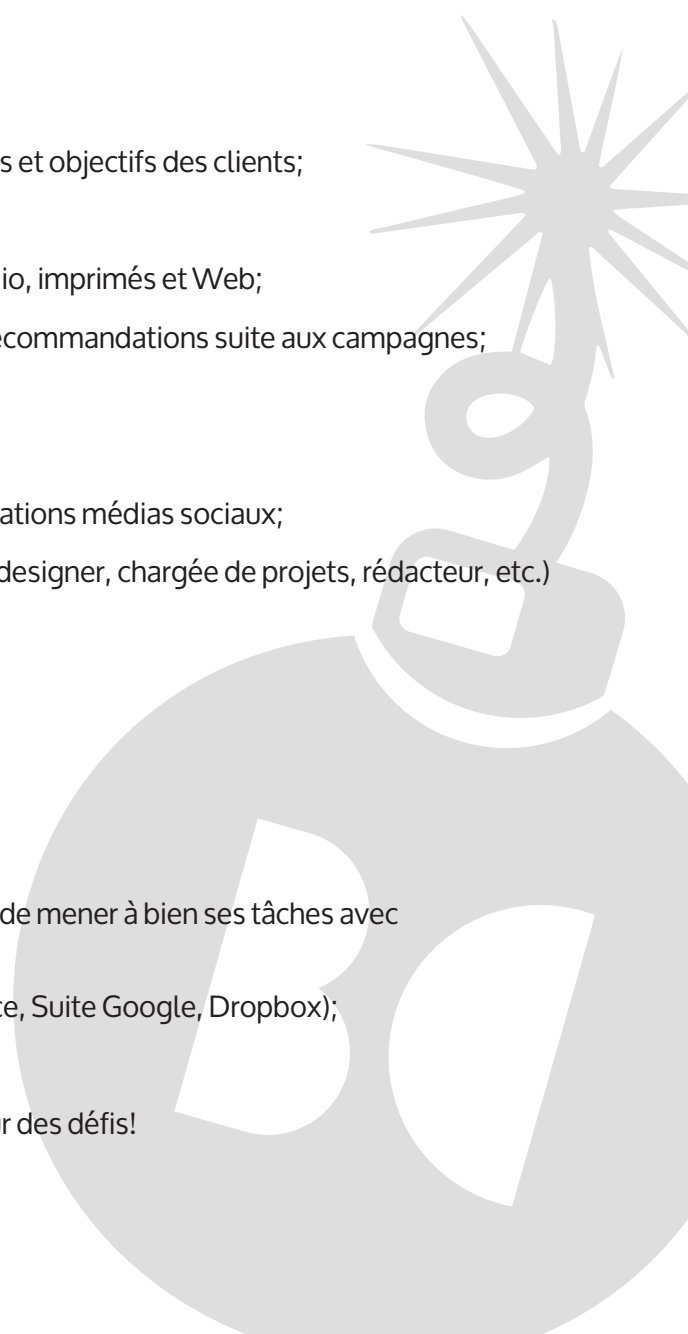 s et objectifs des clients;
io, imprimés et Web;
ecommandations suite aux campagnes;
ations médias sociaux;
designer, chargée de projets, rédacteur, etc.)
de mener à bien ses tâches avec
ce, Suite Google, Dropbox);
r des défis!